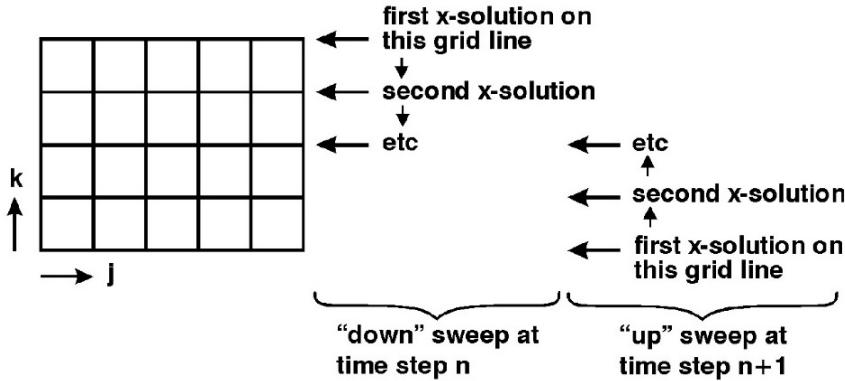 first x-solution on
this grid line
second x-solution
etc
etc
second x-solution
first x-solution on
this grid line
k
j
“down” sweep at
time step n
“up” sweep at
time step n+1